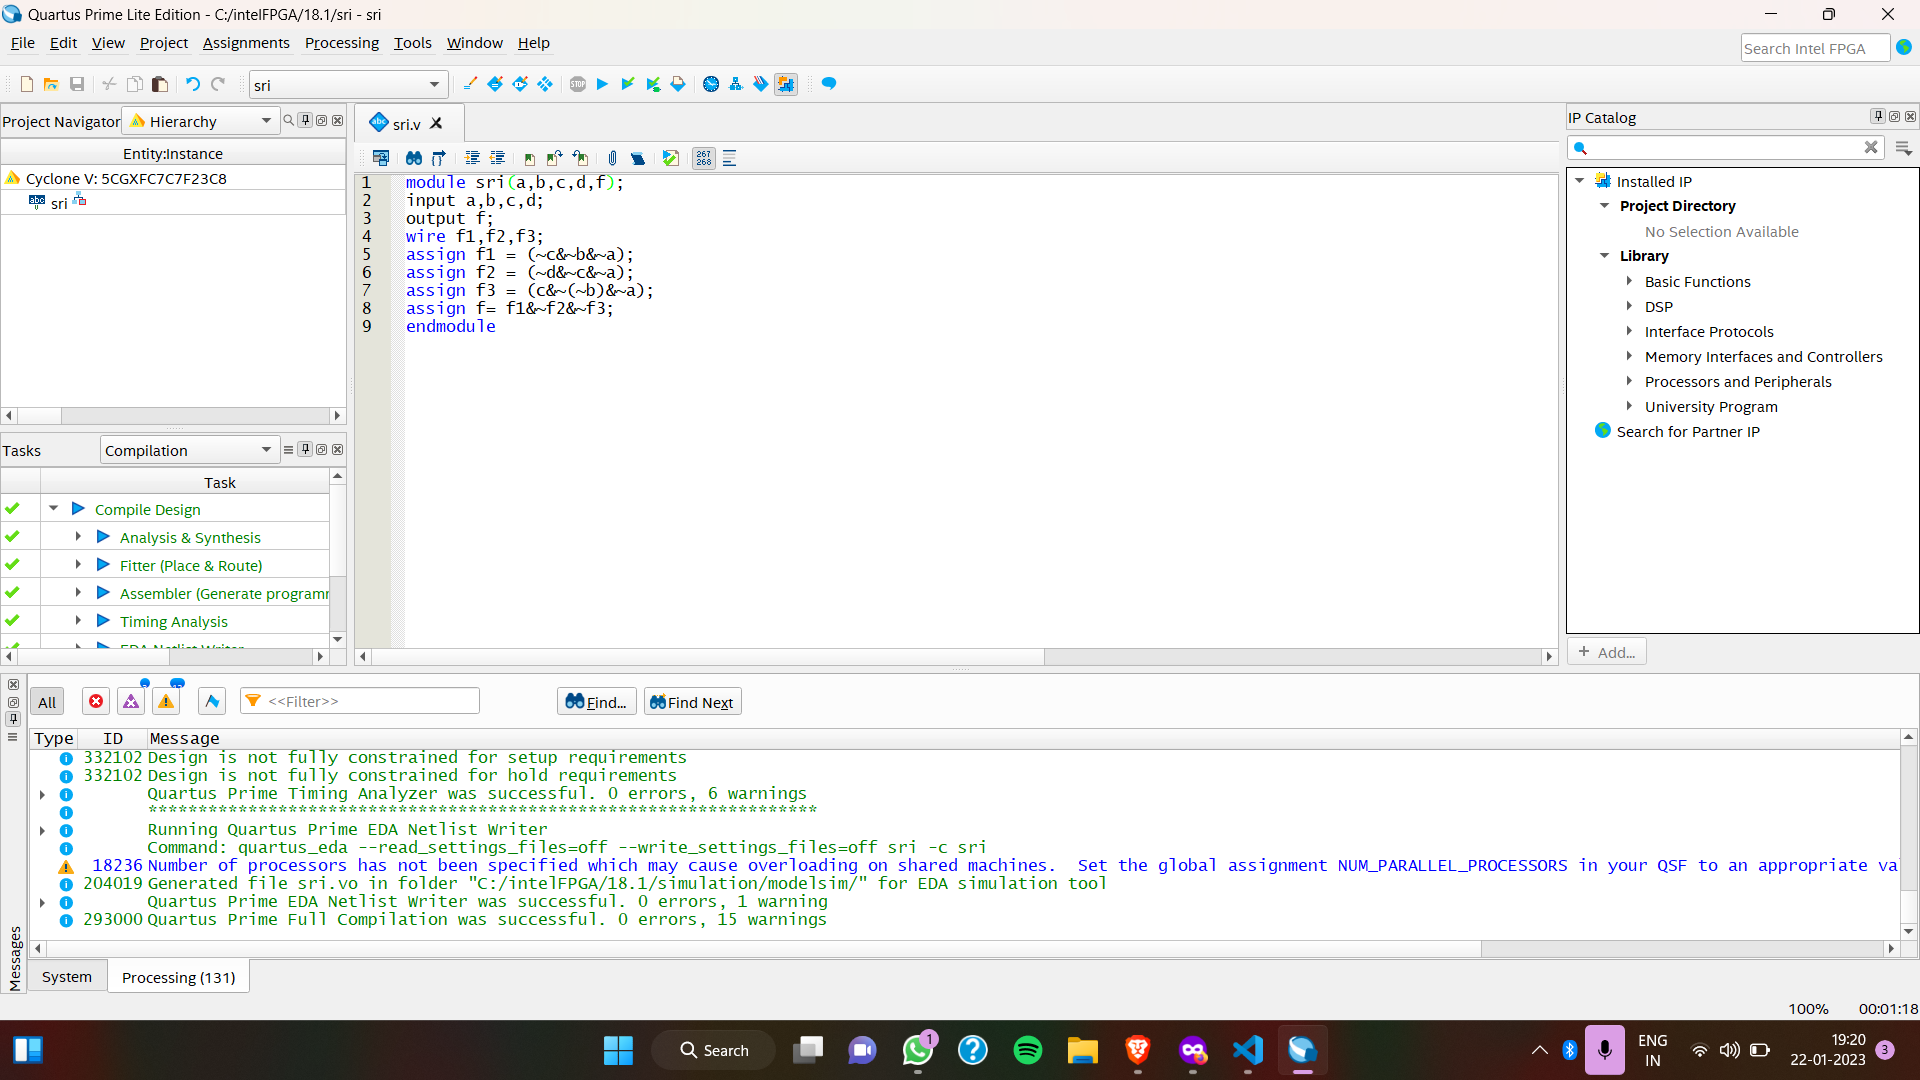 Quartus Prime Lite Edition - C:/intelFPGA/18.1/sri - sri
File Edit View Project Assignments Processing Tools Window Help
Search Intel FPGA
sri
Project Navigator Hierarchy
sri.v
IP Catalog
Entity:Instance
Cyclone V: 5CGXFC7C7F23C8
sri
267
268
1 module sri(a,b,c,d,f);
2 input a,b,c,d;
3 output f;
4 wire f1,f2,f3;
5 assign f1 = (~c&~b&~a);
6 assign f2 = (~d&~c&~a);
7 assign f3 = (c&~(~b)&~a);
8 assign f= f1&~f2&~f3;
9 endmodule
Installed IP
Project Directory
No Selection Available
Library
Basic Functions
DSP
Interface Protocols
Memory Interfaces and Controllers
Processors and Peripherals
University Program
Search for Partner IP
+ Add...
Tasks Compilation
Task
Compile Design
Analysis & Synthesis
Fitter (Place & Route)
Assembler (Generate programm
Timing Analysis
EDA Netlist Writer
All <<Filter>> Find... Find Next
Type ID Message
332102 Design is not fully constrained for setup requirements
332102 Design is not fully constrained for hold requirements
Quartus Prime Timing Analyzer was successful. 0 errors, 6 warnings
*******************************************************************
Running Quartus Prime EDA Netlist Writer
Command: quartus_eda --read_settings_files=off --write_settings_files=off sri -c sri
18236 Number of processors has not been specified which may cause overloading on shared machines.  Set the global assignment NUM_PARALLEL_PROCESSORS in your QSF to an appropriate va
204019 Generated file sri.vo in folder "C:/intelFPGA/18.1/simulation/modelsim/" for EDA simulation tool
Quartus Prime EDA Netlist Writer was successful. 0 errors, 1 warning
293000 Quartus Prime Full Compilation was successful. 0 errors, 15 warnings
Messages
System Processing (131)
100% 00:01:18
Search
1
ENG
IN
19:20
22-01-2023
3